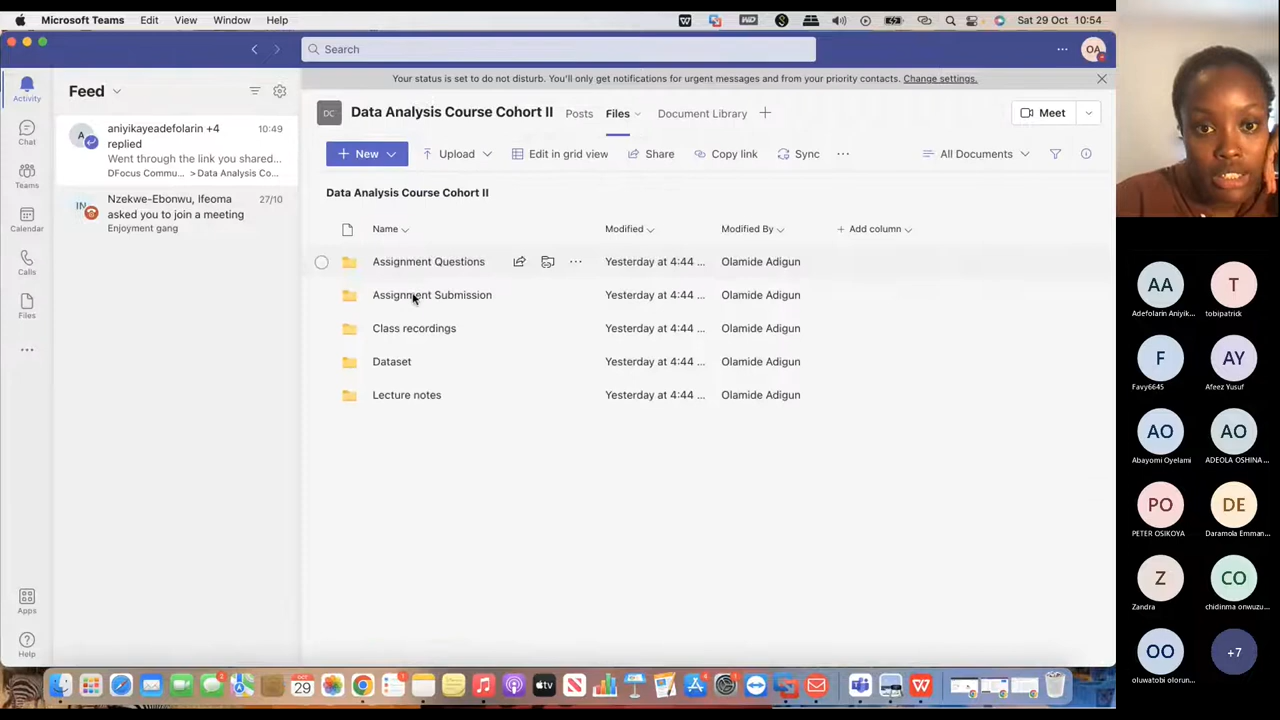 Microsoft Teams Edit View Window Help
Sat 29 Oct 10:54
Search
OA
Your status is set to do not disturb. You'll only get notifications for urgent messages and from your priority contacts. Change settings.
Activity
Chat
Teams
Calendar
Calls
Files
Apps
Help
Feed
A
aniyikayeadefolarin +4 10:49
replied
Went through the link you shared...
DFocus Commu... > Data Analysis Co...
IN
Nzekwe-Ebonwu, Ifeoma 27/10
asked you to join a meeting
Enjoyment gang
DC
Data Analysis Course Cohort II Posts Files Document Library
Meet
New Upload Edit in grid view Share Copy link Sync ... All Documents
Data Analysis Course Cohort II
Name Modified Modified By + Add column
Assignment Questions Yesterday at 4:44 ... Olamide Adigun
Assignment Submission Yesterday at 4:44 ... Olamide Adigun
Class recordings Yesterday at 4:44 ... Olamide Adigun
Dataset Yesterday at 4:44 ... Olamide Adigun
Lecture notes Yesterday at 4:44 ... Olamide Adigun
AA T
Adefolarin Aniyik... tobipatrick
F AY
Favy6645 Afeez Yusuf
AO AO
Abayomi Oyelami ADEOLA OSHINA ...
PO DE
PETER OSIKOYA Daramola Emman...
Z CO
Zandra chidinma onwuzu...
OO +7
oluwatobi olorun...
OCT
29